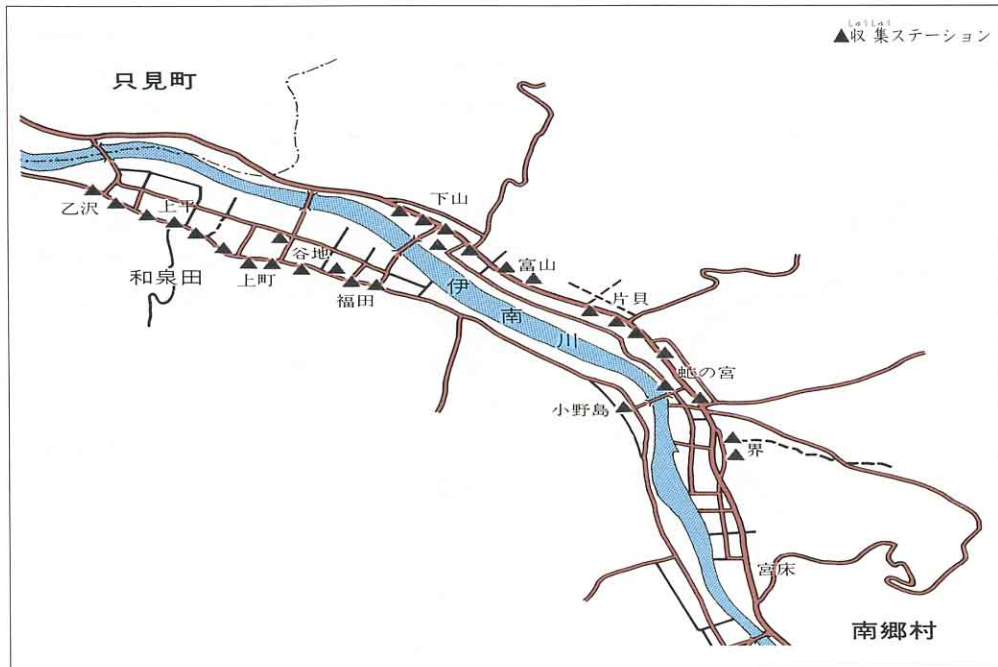 しゅうしゅう
▲収集ステーション
只見町
下山
乙沢
上平
谷地
富山
和泉田
上町
福田
片貝
伊南川
蛇の宮
小野島
界
宮床
南郷村